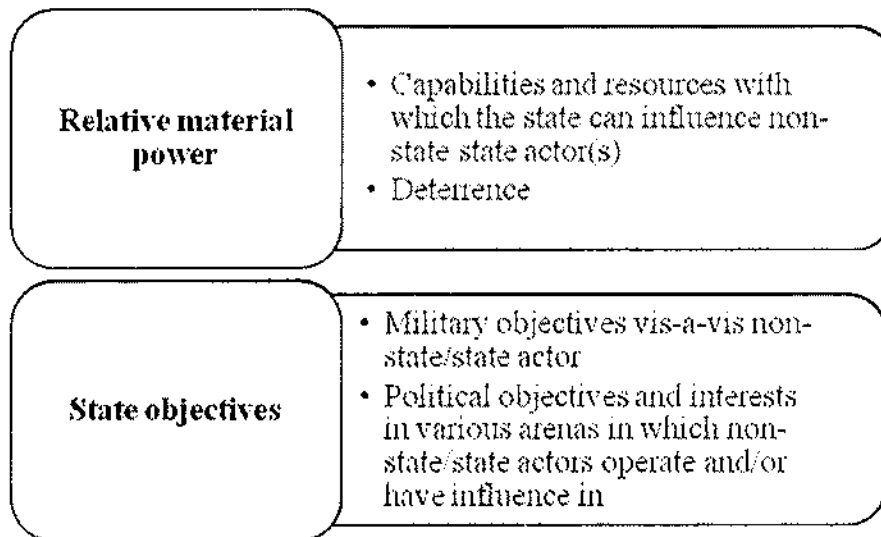 Relative material
power
• Capabilities and resources with
which the state can influence non-
state state actor(s)
• Deterrence
State objectives
• Military objectives vis-a-vis non-
state/state actor
• Political objectives and interests
in various arenas in which non-
state/state actors operate and/or
have influence in